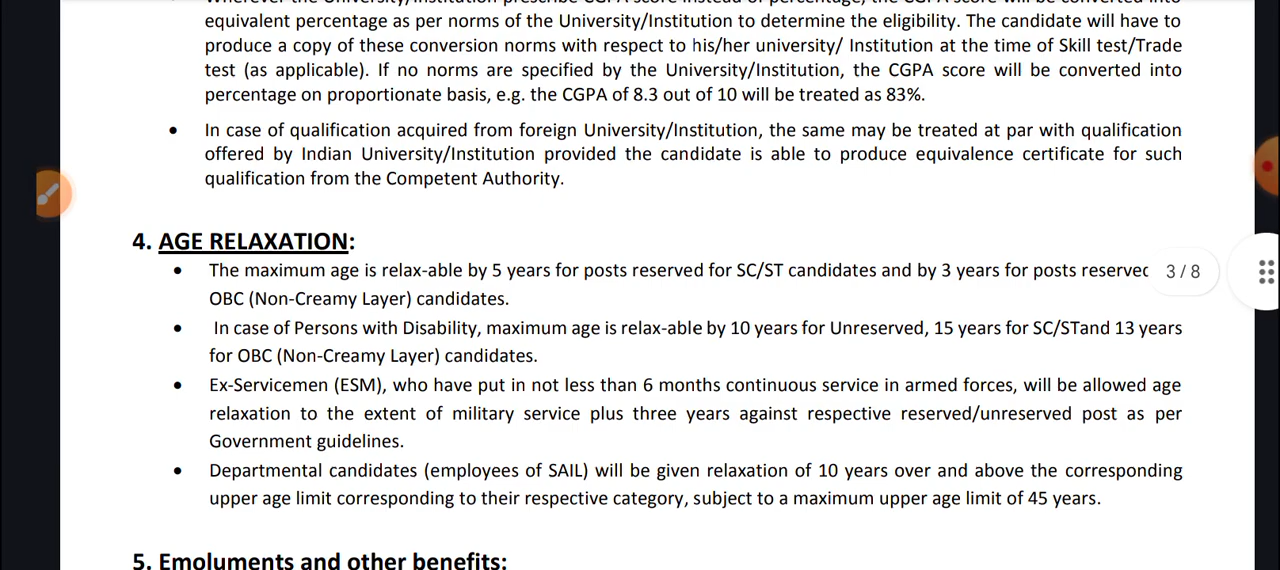 equivalent percentage as per norms of the University/Institution to determine the eligibility. The candidate will have to
produce a copy of these conversion norms with respect to his/her university/ Institution at the time of Skill test/Trade
test (as applicable). If no norms are specified by the University/Institution, the CGPA score will be converted into
percentage on proportionate basis, e.g. the CGPA of 8.3 out of 10 will be treated as 83%.
• In case of qualification acquired from foreign University/Institution, the same may be treated at par with qualification
offered by Indian University/Institution provided the candidate is able to produce equivalence certificate for such
qualification from the Competent Authority.
4. AGE RELAXATION:
• The maximum age is relax-able by 5 years for posts reserved for SC/ST candidates and by 3 years for posts reserved
3 / 8
OBC (Non-Creamy Layer) candidates.
• In case of Persons with Disability, maximum age is relax-able by 10 years for Unreserved, 15 years for SC/STand 13 years
for OBC (Non-Creamy Layer) candidates.
• Ex-Servicemen (ESM), who have put in not less than 6 months continuous service in armed forces, will be allowed age
relaxation to the extent of military service plus three years against respective reserved/unreserved post as per
Government guidelines.
• Departmental candidates (employees of SAIL) will be given relaxation of 10 years over and above the corresponding
upper age limit corresponding to their respective category, subject to a maximum upper age limit of 45 years.
5. Emoluments and other benefits: